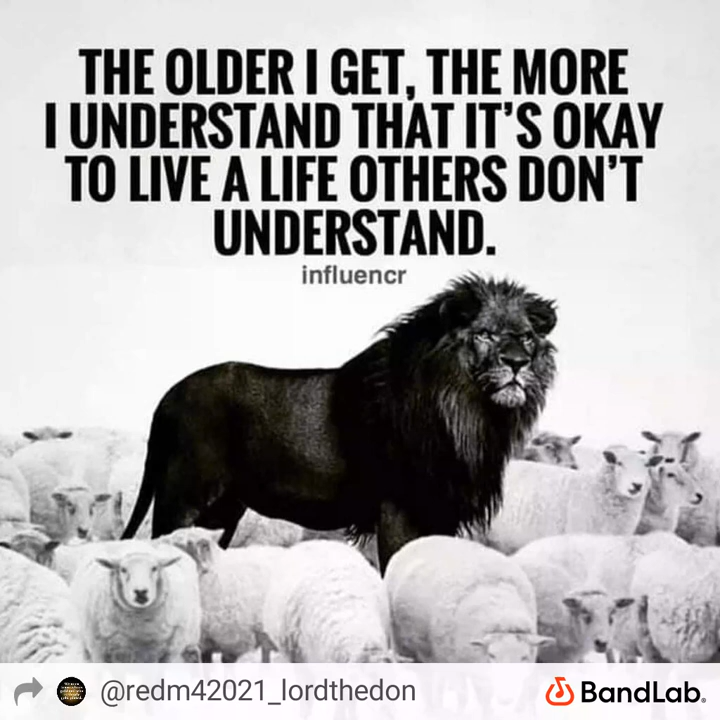 THE OLDER I GET, THE MORE
I UNDERSTAND THAT IT'S OKAY
TO LIVE A LIFE OTHERS DON'T
UNDERSTAND.
influencr
@redm42021_lordthedon
BandLab.